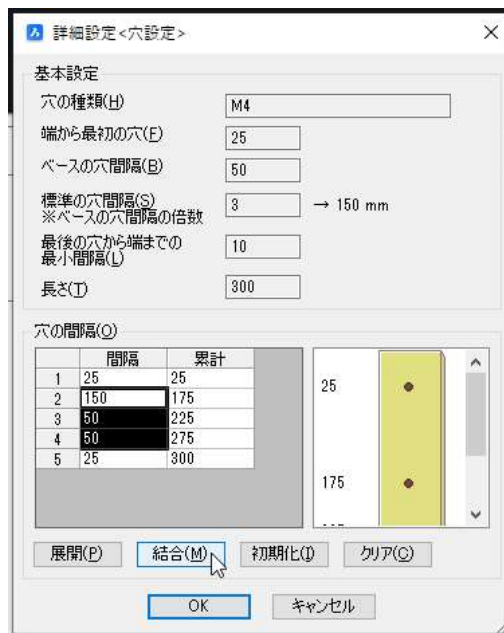 詳細設定<穴設定>
基本設定
穴の種類(H) M4
端から最初の穴(F) 25
ベースの穴間隔(B) 50
標準の穴間隔(S) 3 → 150 mm
※ベースの穴間隔の倍数
最後の穴から端までの
最小間隔(L) 10
長さ(T) 300
穴の間隔(O)
間隔 累計
1 25 25
2 150 175
3 50 225
4 50 275
5 25 300
25
175
展開(P) 結合(M) 初期化(I) クリア(C)
OK キャンセル